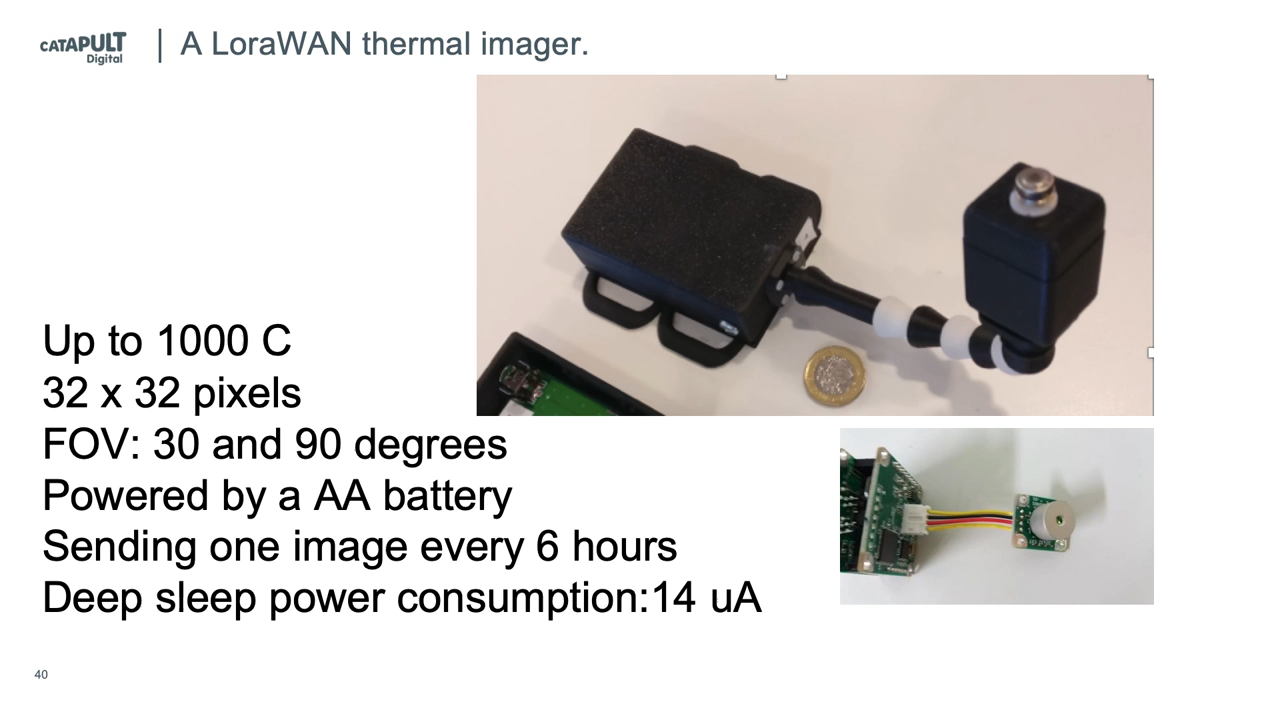 CATAPULT
Digital
A LoraWAN thermal imager.
Up to 1000 C
32 x 32 pixels
FOV: 30 and 90 degrees
Powered by a AA battery
Sending one image every 6 hours
Deep sleep power consumption:14 uA
40